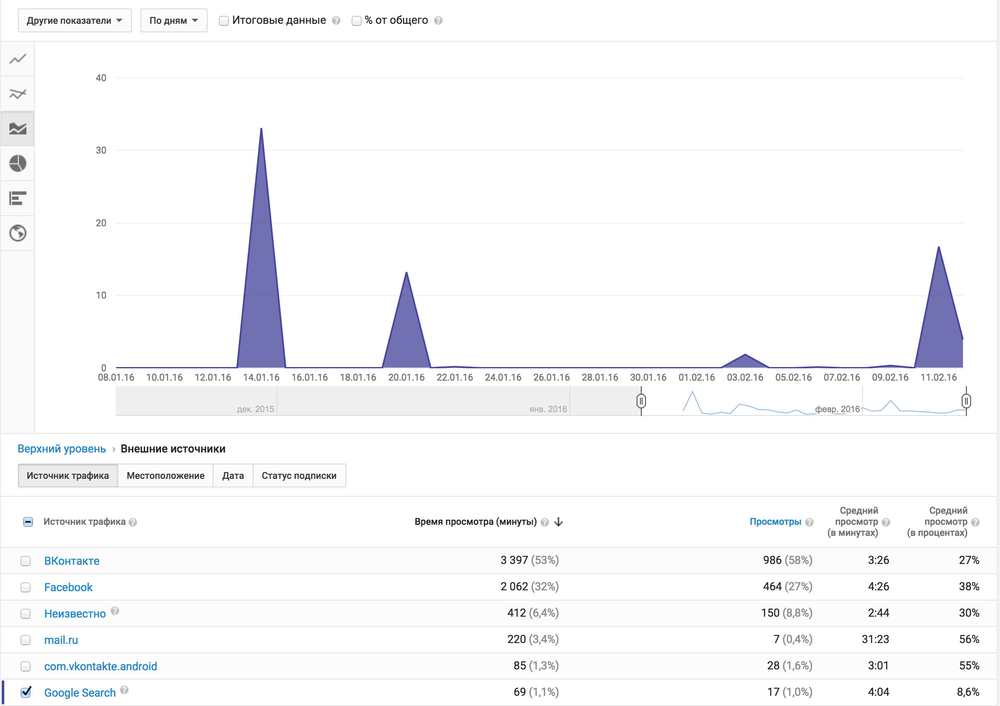 Другие показатели По дням Итоговые данные ? % от общего ?
40
30
20
10
0
08.01.16 10.01.16 12.01.16 14.01.16 16.01.16 18.01.16 20.01.16 22.01.16 24.01.16 26.01.16 28.01.16 30.01.16 01.02.16 03.02.16 05.02.16 07.02.16 09.02.16 11.02.16
дек. 2015 янв. 2016 февр. 2016
Верхний уровень › Внешние источники
Источник трафика Местоположение Дата Статус подписки
Источник трафика ? Время просмотра (минуты) ? Просмотры ? Средний просмотр (в минутах) ? Средний просмотр (в процентах) ?
ВКонтакте 3 397 (53%) 986 (58%) 3:26 27%
Facebook 2 062 (32%) 464 (27%) 4:26 38%
Неизвестно ? 412 (6,4%) 150 (8,8%) 2:44 30%
mail.ru 220 (3,4%) 7 (0,4%) 31:23 56%
com.vkontakte.android 85 (1,3%) 28 (1,6%) 3:01 55%
Google Search ? 69 (1,1%) 17 (1,0%) 4:04 8,6%